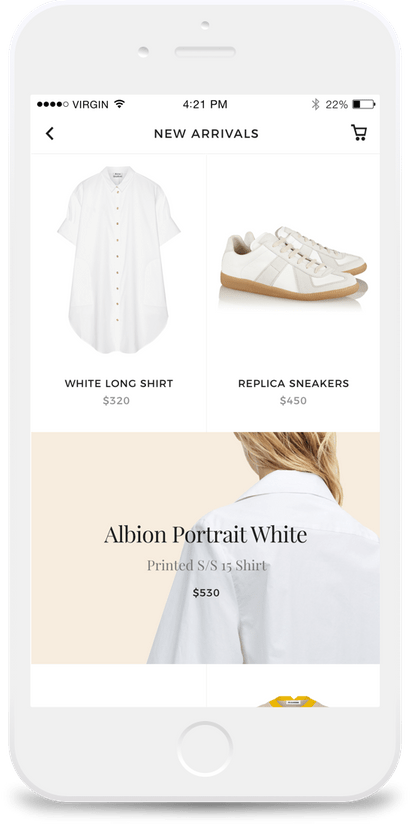 VIRGIN 4:21 PM 22%
NEW ARRIVALS
WHITE LONG SHIRT
$320
REPLICA SNEAKERS
$450
Albion Portrait White
Printed S/S 15 Shirt
$530